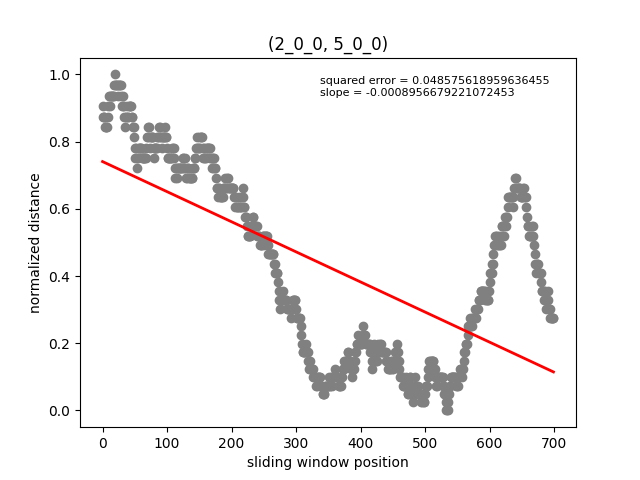 (2_0_0, 5_0_0)
squared error = 0.048575618959636455
slope = -0.0008956679221072453
normalized distance
1.0
0.8
0.6
0.4
0.2
0.0
0 100 200 300 400 500 600 700
sliding window position